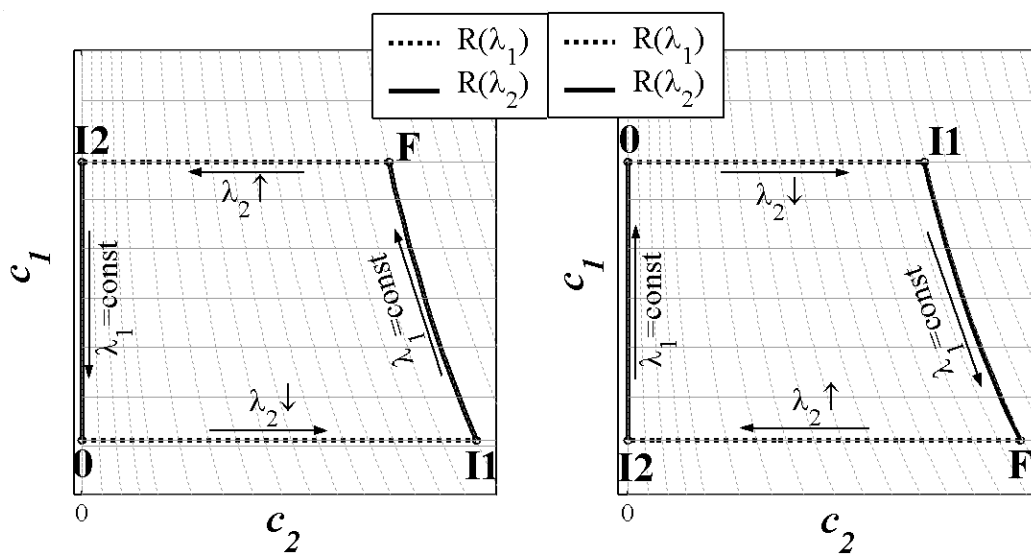 R(λ₁)
R(λ₂)
R(λ₁)
R(λ₂)
I2
F
λ₂↑
λ₁=const
λ₁=const
c₁
λ₂↓
0
I1
0
c₂
0
I1
λ₂↓
λ₁=const
λ₁=const
c₁
λ₂↑
I2
F
0
c₂